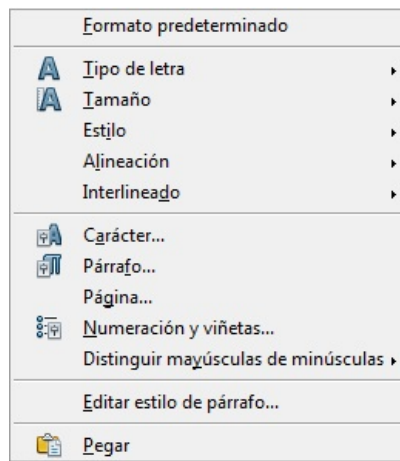 Formato predeterminado
Tipo de letra
Tamaño
Estilo
Alineación
Interlineado
Carácter...
Párrafo...
Página...
Numeración y viñetas...
Distinguir mayúsculas de minúsculas
Editar estilo de párrafo...
Pegar